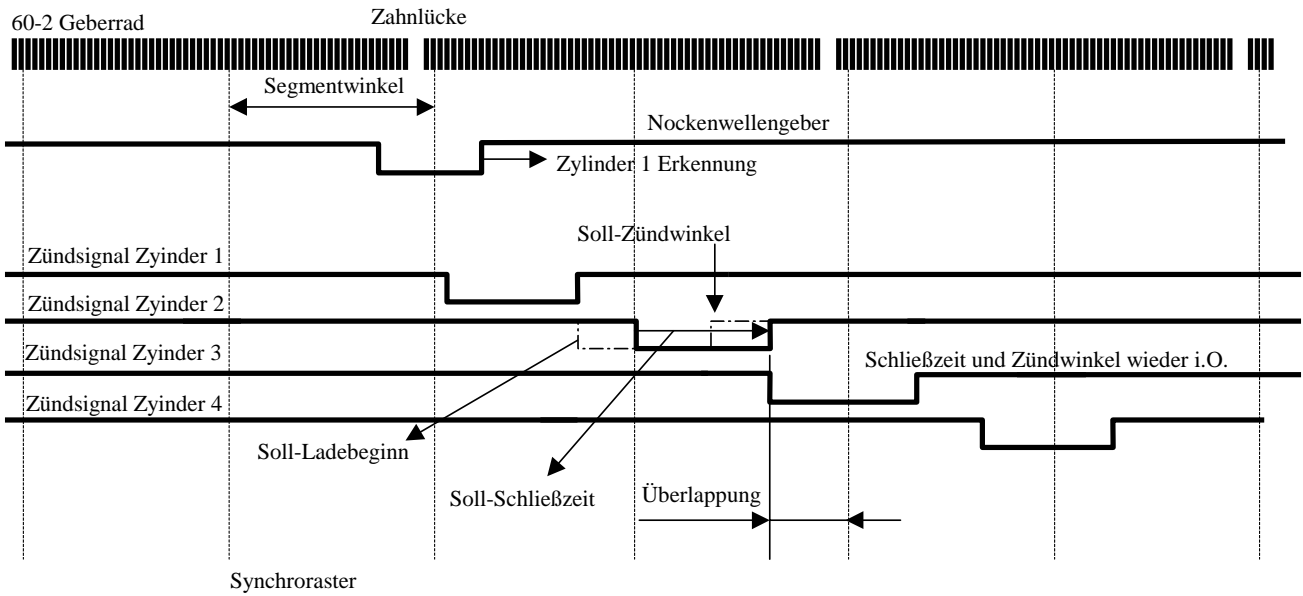 60-2 Geberrad
Zahnlücke
Segmentwinkel
Nockenwellengeber
Zylinder 1 Erkennung
Soll-Zündwinkel
Zündsignal Zyinder 1
Zündsignal Zyinder 2
Zündsignal Zyinder 3
Schließzeit und Zündwinkel wieder i.O.
Zündsignal Zyinder 4
Soll-Ladebeginn
Soll-Schließzeit
Überlappung
Synchroraster